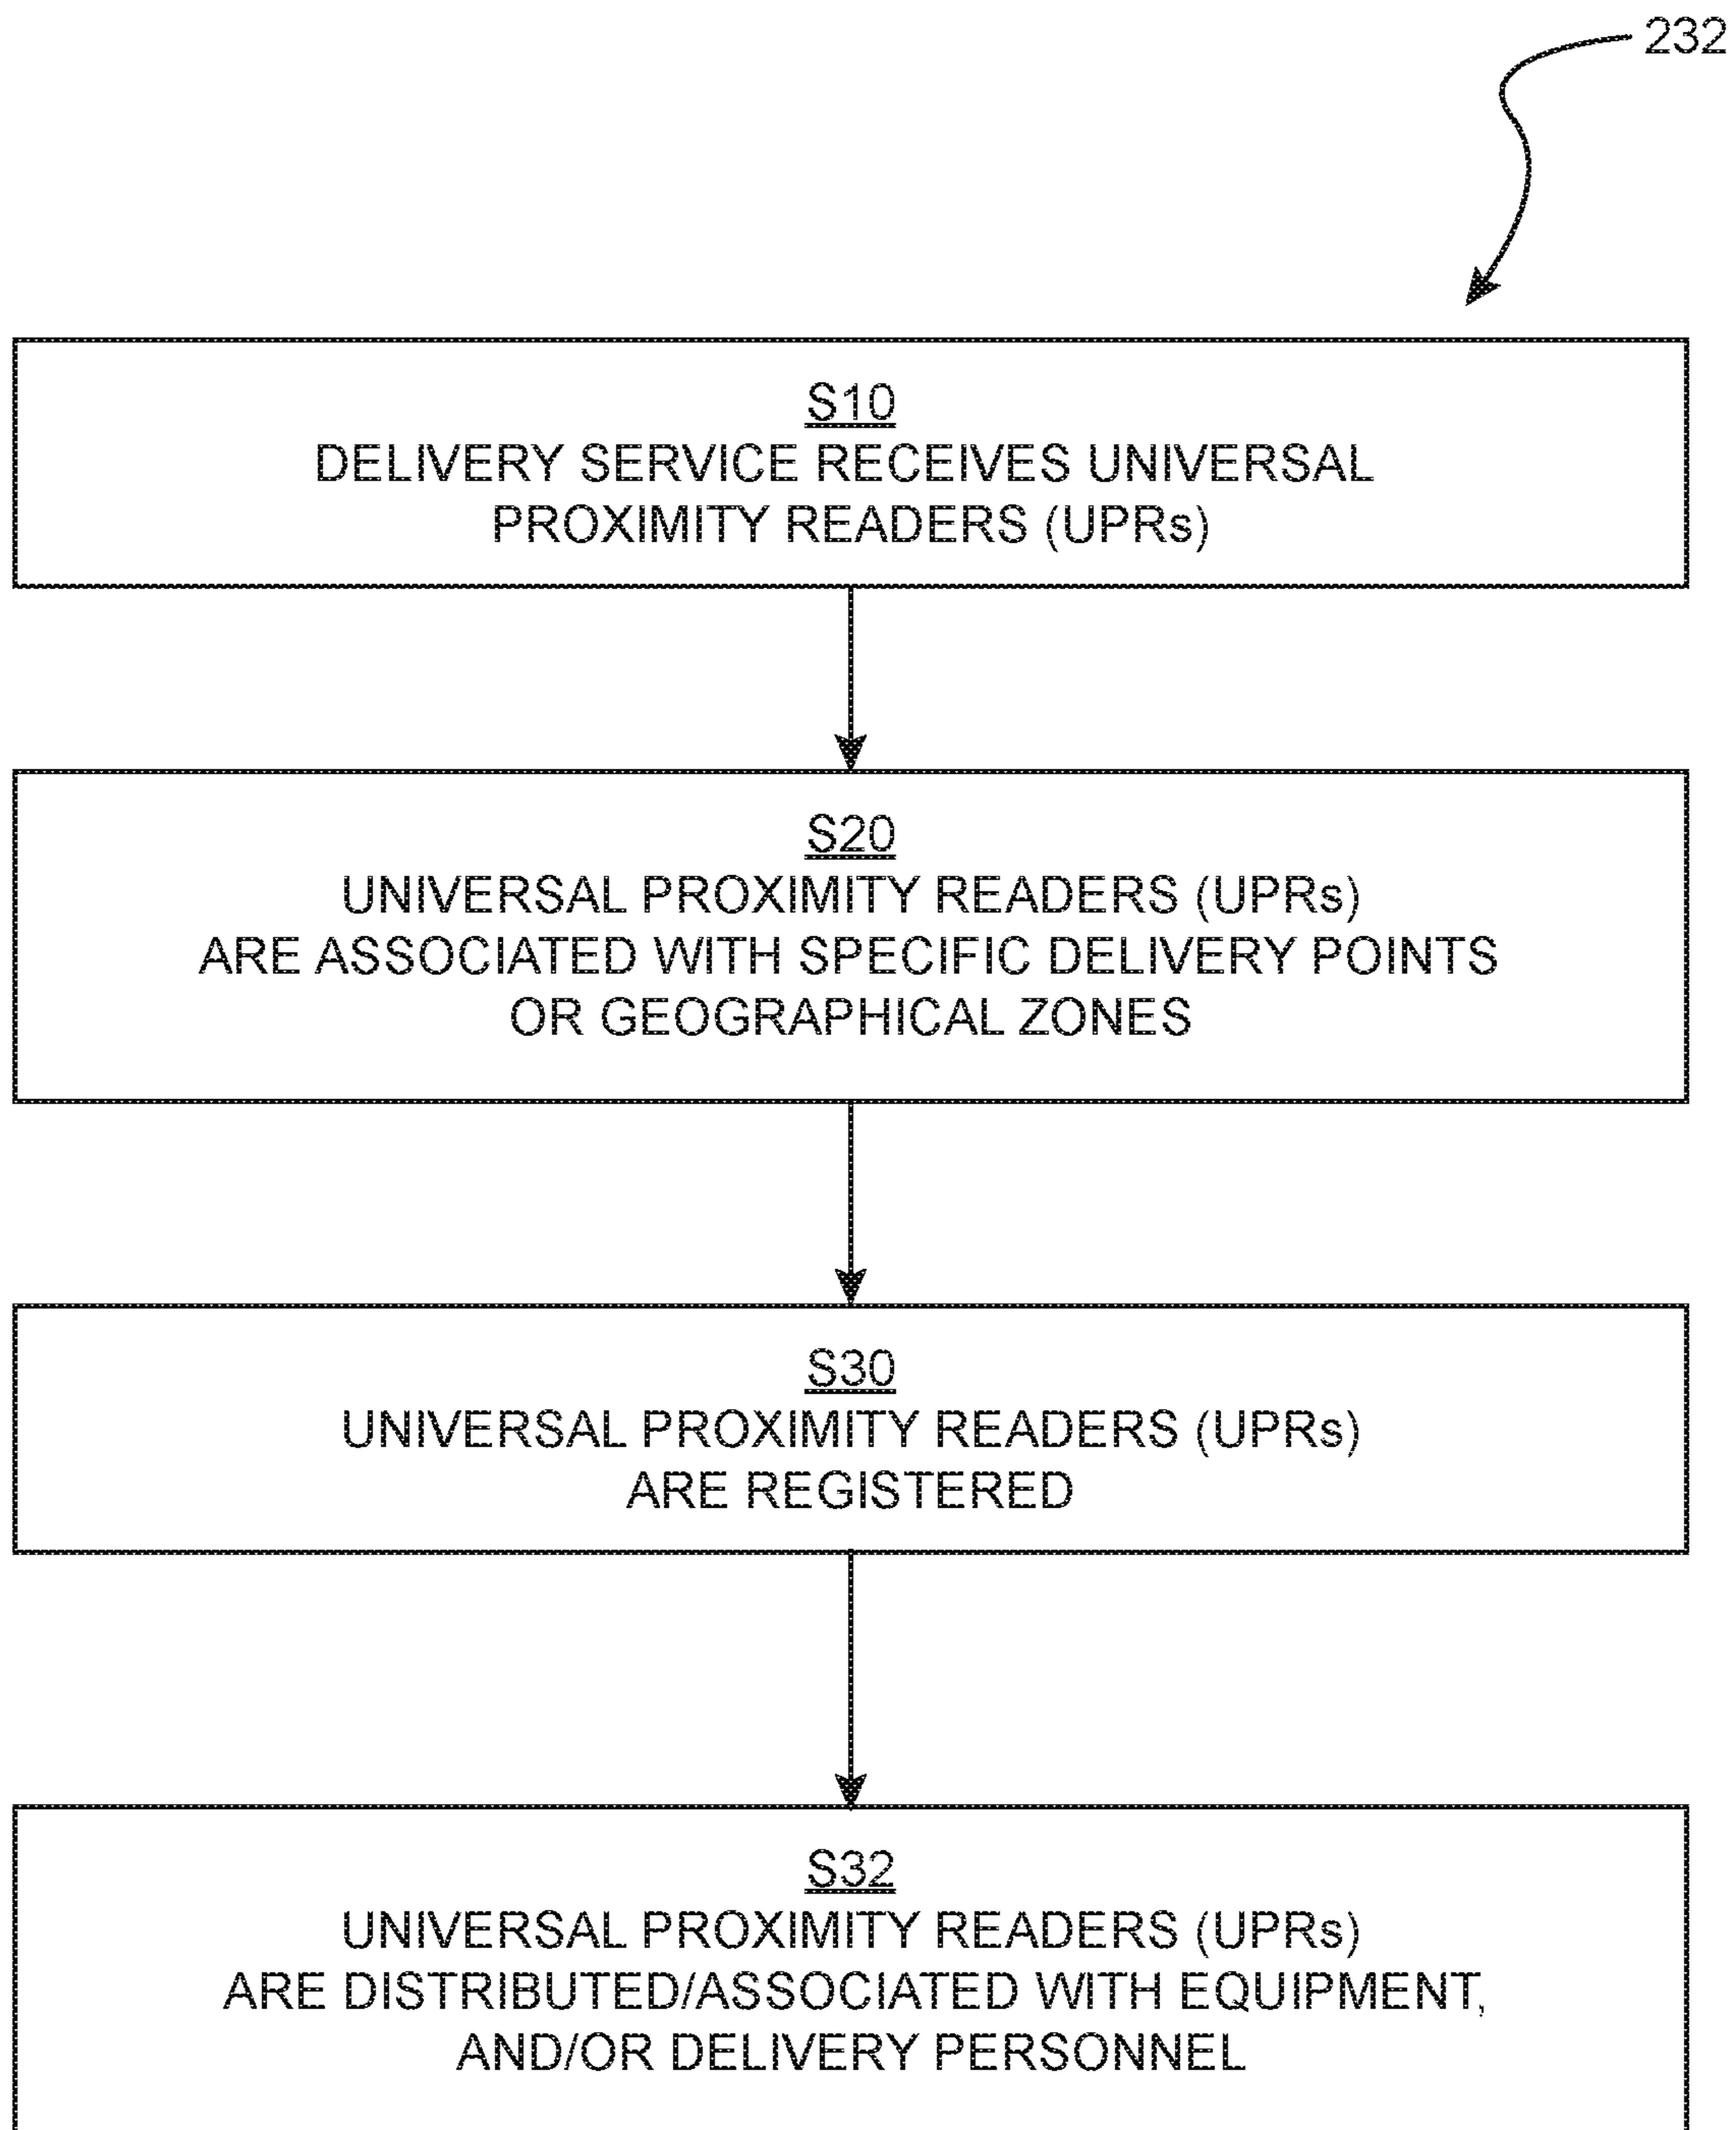 232
S10
DELIVERY SERVICE RECEIVES UNIVERSAL
PROXIMITY READERS (UPRs)
S20
UNIVERSAL PROXIMITY READERS (UPRs)
ARE ASSOCIATED WITH SPECIFIC DELIVERY POINTS
OR GEOGRAPHICAL ZONES
S30
UNIVERSAL PROXIMITY READERS (UPRs)
ARE REGISTERED
S32
UNIVERSAL PROXIMITY READERS (UPRs)
ARE DISTRIBUTED/ASSOCIATED WITH EQUIPMENT,
AND/OR DELIVERY PERSONNEL